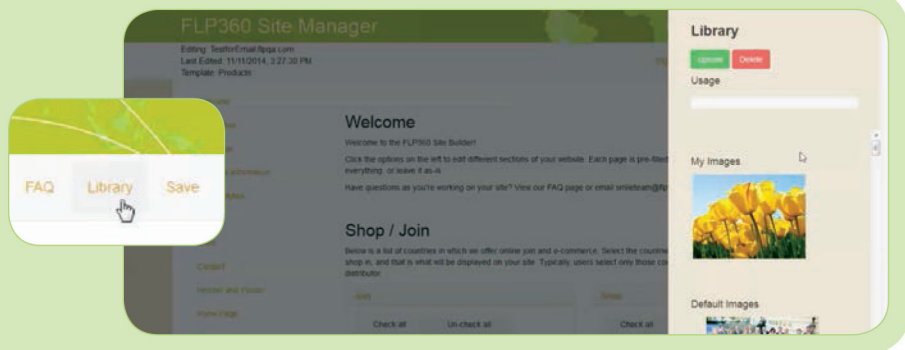 FLP360 Site Manager
Editing: TestforEmail.flpqa.com
Last Edited: 11/11/2014, 3:27:30 PM
Template: Products
FAQ
Library
Save
Welcome
Welcome to the FLP360 Site Builder!
Click the options on the left to edit different sections of your website. Each page is pre-filled
everything or leave it as-is
Have questions as you're working on your site? View our FAQ page or email
Shop / Join
Below is a list of countries in which we offer online join and e-commerce. Select the countries
shop in, and that is what will be displayed on your site. Typically, users select only those
distributor.
Join
Shop
Check all
Un-check all
Check all
Contact
Header and Footer
Home Page
Library
Upload
Delete
Usage
My Images
Default Images